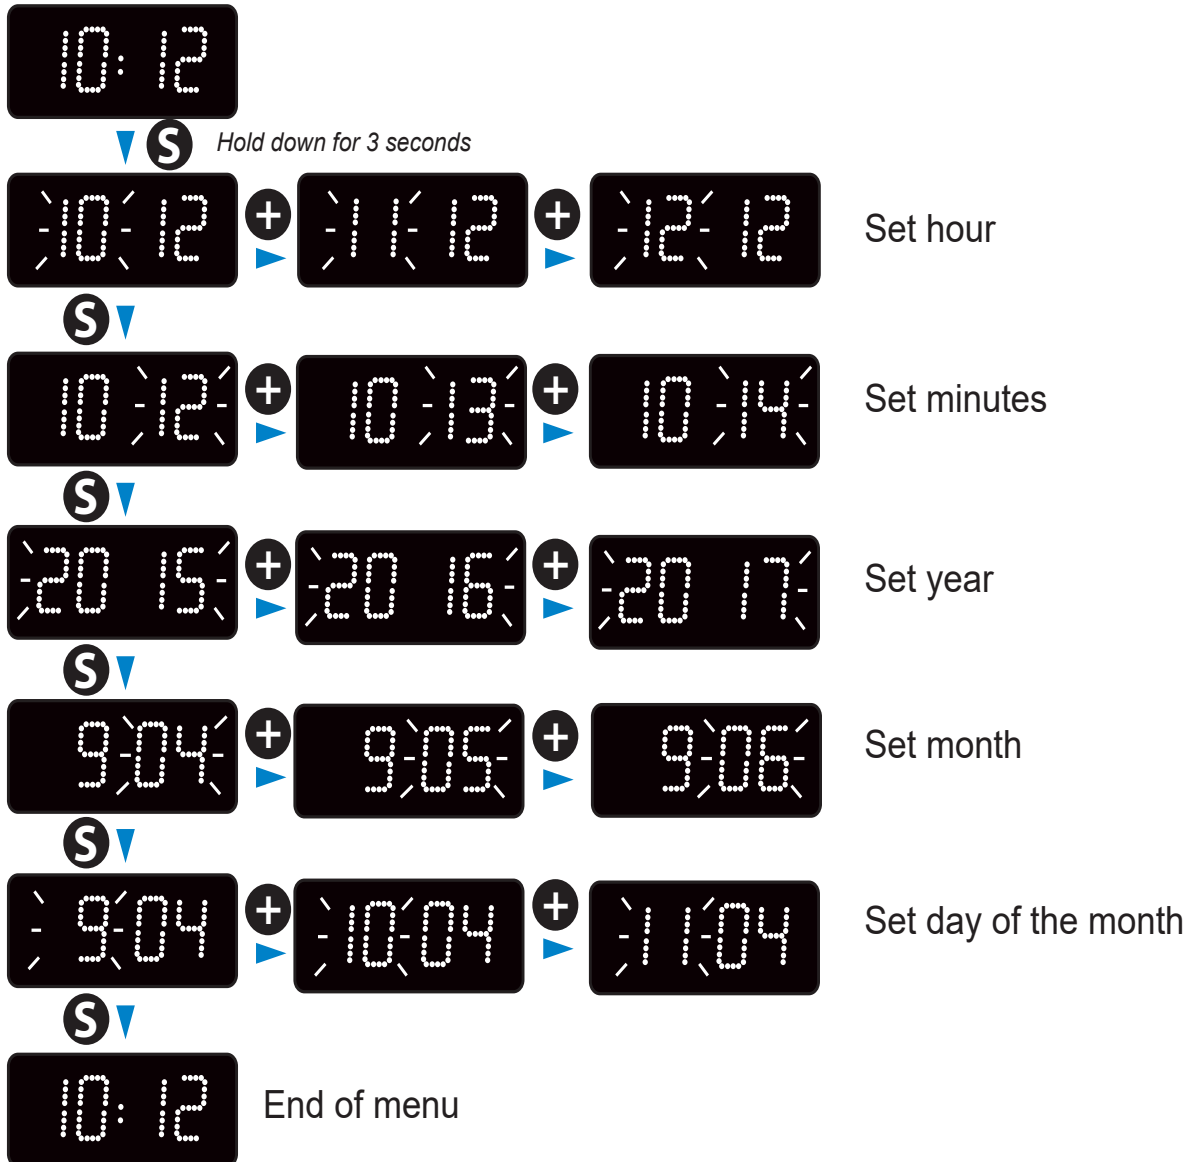 10: 12
S Hold down for 3 seconds
10 12 + 11 12 + 12 12 Set hour
S
10 12 + 10 13 + 10 14 Set minutes
S
20 15 + 20 16 + 20 17 Set year
S
9-04 + 9-05 + 9-06 Set month
S
9-04 + 10-04 + 11-04 Set day of the month
S
10: 12 End of menu